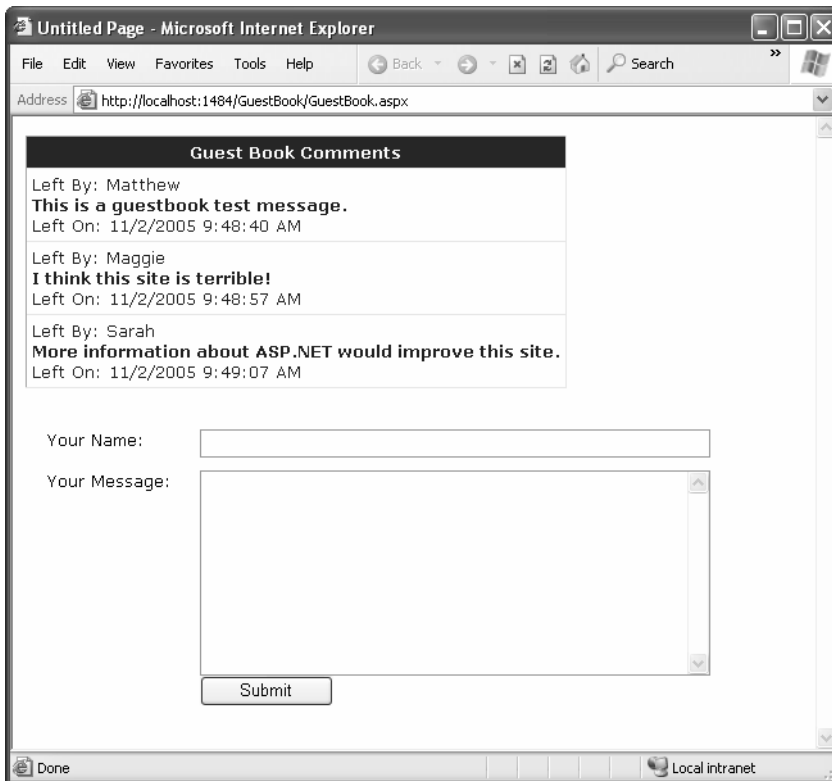 Untitled Page - Microsoft Internet Explorer
File Edit View Favorites Tools Help Back Search »
Address http://localhost:1484/GuestBook/GuestBook.aspx
Guest Book Comments
Left By: Matthew
This is a guestbook test message.
Left On: 11/2/2005 9:48:40 AM
Left By: Maggie
I think this site is terrible!
Left On: 11/2/2005 9:48:57 AM
Left By: Sarah
More information about ASP.NET would improve this site.
Left On: 11/2/2005 9:49:07 AM
Your Name:
Your Message:
Submit
Done Local intranet